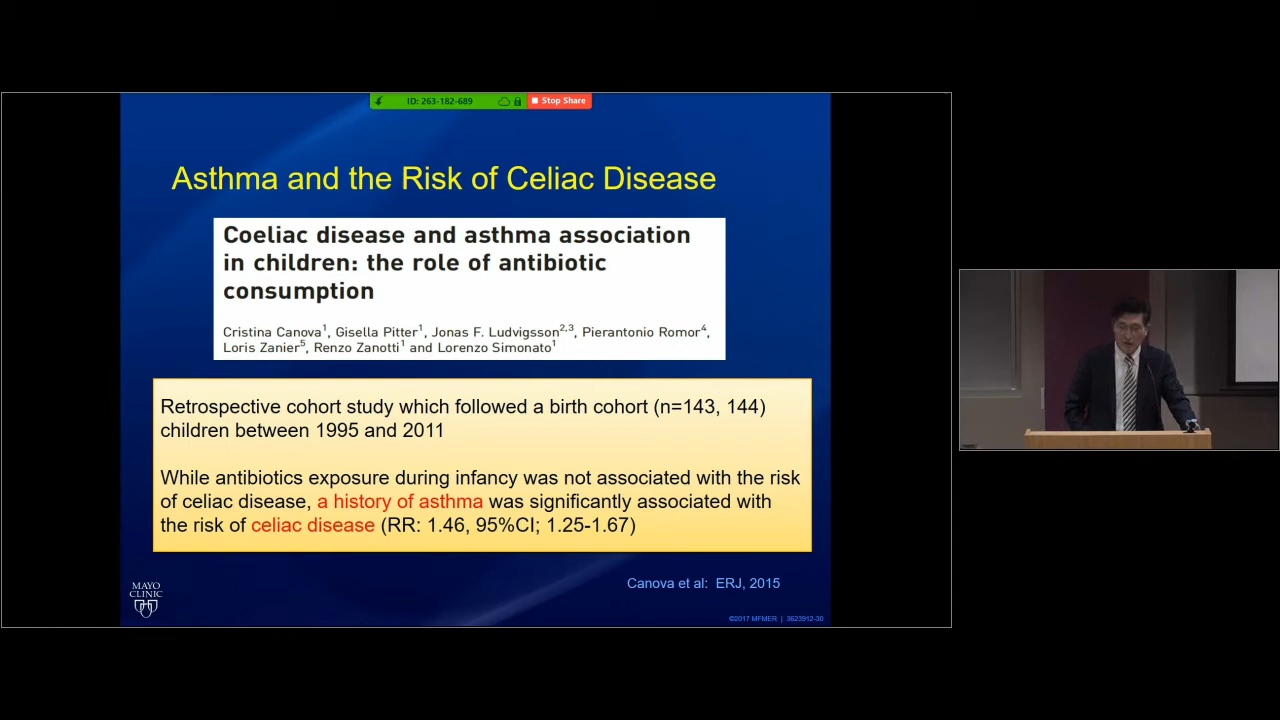 ID: 263-182-689
Stop Share
Asthma and the Risk of Celiac Disease
Coeliac disease and asthma association
in children: the role of antibiotic
consumption
Cristina Canova1, Gisella Pitter1, Jonas F. Ludvigsson2,3, Pierantonio Romor4,
Loris Zanier5, Renzo Zanotti1 and Lorenzo Simonato1
Retrospective cohort study which followed a birth cohort (n=143, 144)
children between 1995 and 2011
While antibiotics exposure during infancy was not associated with the risk
of celiac disease, a history of asthma was significantly associated with
the risk of celiac disease (RR: 1.46, 95%CI; 1.25-1.67)
Canova et al: ERJ, 2015
MAYO
CLINIC
©2017 MFMER | 3623912-30